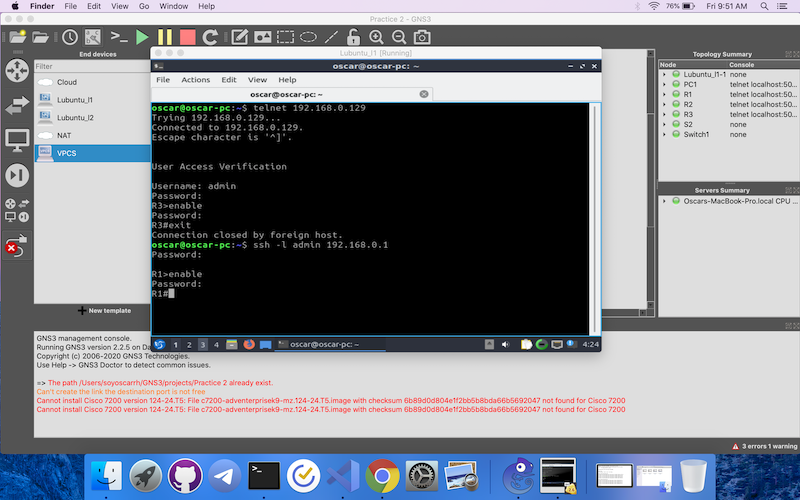 Finder File Edit View Go Window Help 76% Fri 9:51 AM
Practice 2 - GNS3
End devices
Filter
Cloud
Lubuntu_l1
Lubuntu_l2
NAT
VPCS
New template
Lubuntu_l1 [Running]
oscar@oscar-pc: ~
File Actions Edit View Help
oscar@oscar-pc: ~
oscar@oscar-pc:~$ telnet 192.168.0.129
Trying 192.168.0.129...
Connected to 192.168.0.129.
Escape character is '^]'.
User Access Verification
Username: admin
Password:
R3>enable
Password:
R3#exit
Connection closed by foreign host.
oscar@oscar-pc:~$ ssh -l admin 192.168.0.1
Password:
R1>enable
Password:
R1#
1 2 3 4 oscar@oscar-pc: ~ 4:24
Topology Summary
Node Console
Lubuntu_l1-1 none
PC1 telnet localhost:50...
R1 telnet localhost:50...
R2 telnet localhost:50...
R3 telnet localhost:50...
S2 none
Switch1 none
Servers Summary
Oscars-MacBook-Pro.local CPU ...
GNS3 management console.
Running GNS3 version 2.2.5 on Da
Copyright (c) 2006-2020 GNS3 Technologies.
Use Help -> GNS3 Doctor to detect common issues.
=> The path /Users/soyoscarrh/GNS3/projects/Practice 2 already exist.
Can't create the link the destination port is not free
Cannot install Cisco 7200 version 124-24.T5: File c7200-adventerprisek9-mz.124-24.T5.image with checksum 6b89d0d804e1f2bb5b8bda66b5692047 not found for Cisco 7200
Cannot install Cisco 7200 version 124-24.T5: File c7200-adventerprisek9-mz.124-24.T5.image with checksum 6b89d0d804e1f2bb5b8bda66b5692047 not found for Cisco 7200
3 errors 1 warning